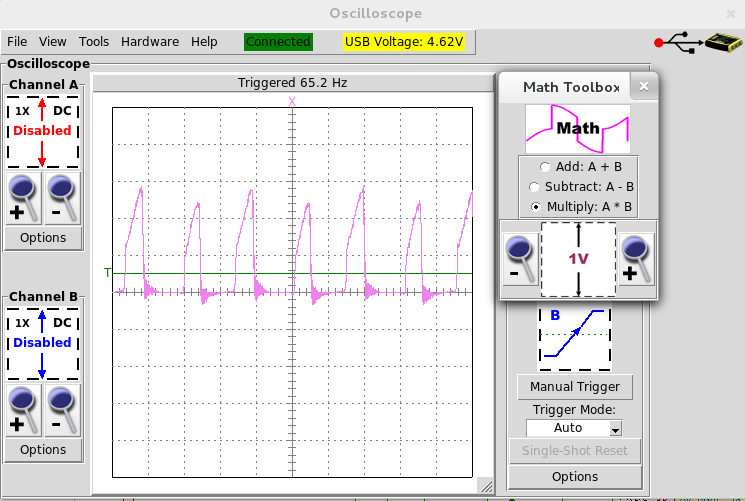 Oscilloscope
File View Tools Hardware Help Connected USB Voltage: 4.62V
Oscilloscope
Channel A
1X DC
Disabled
+ -
Options
Channel B
1X DC
Disabled
+ -
Options
Triggered 65.2 Hz
X
T
Math Toolbox
Math
Add: A + B
Subtract: A - B
Multiply: A * B
- 1V +
B
Manual Trigger
Trigger Mode:
Auto
Single-Shot Reset
Options